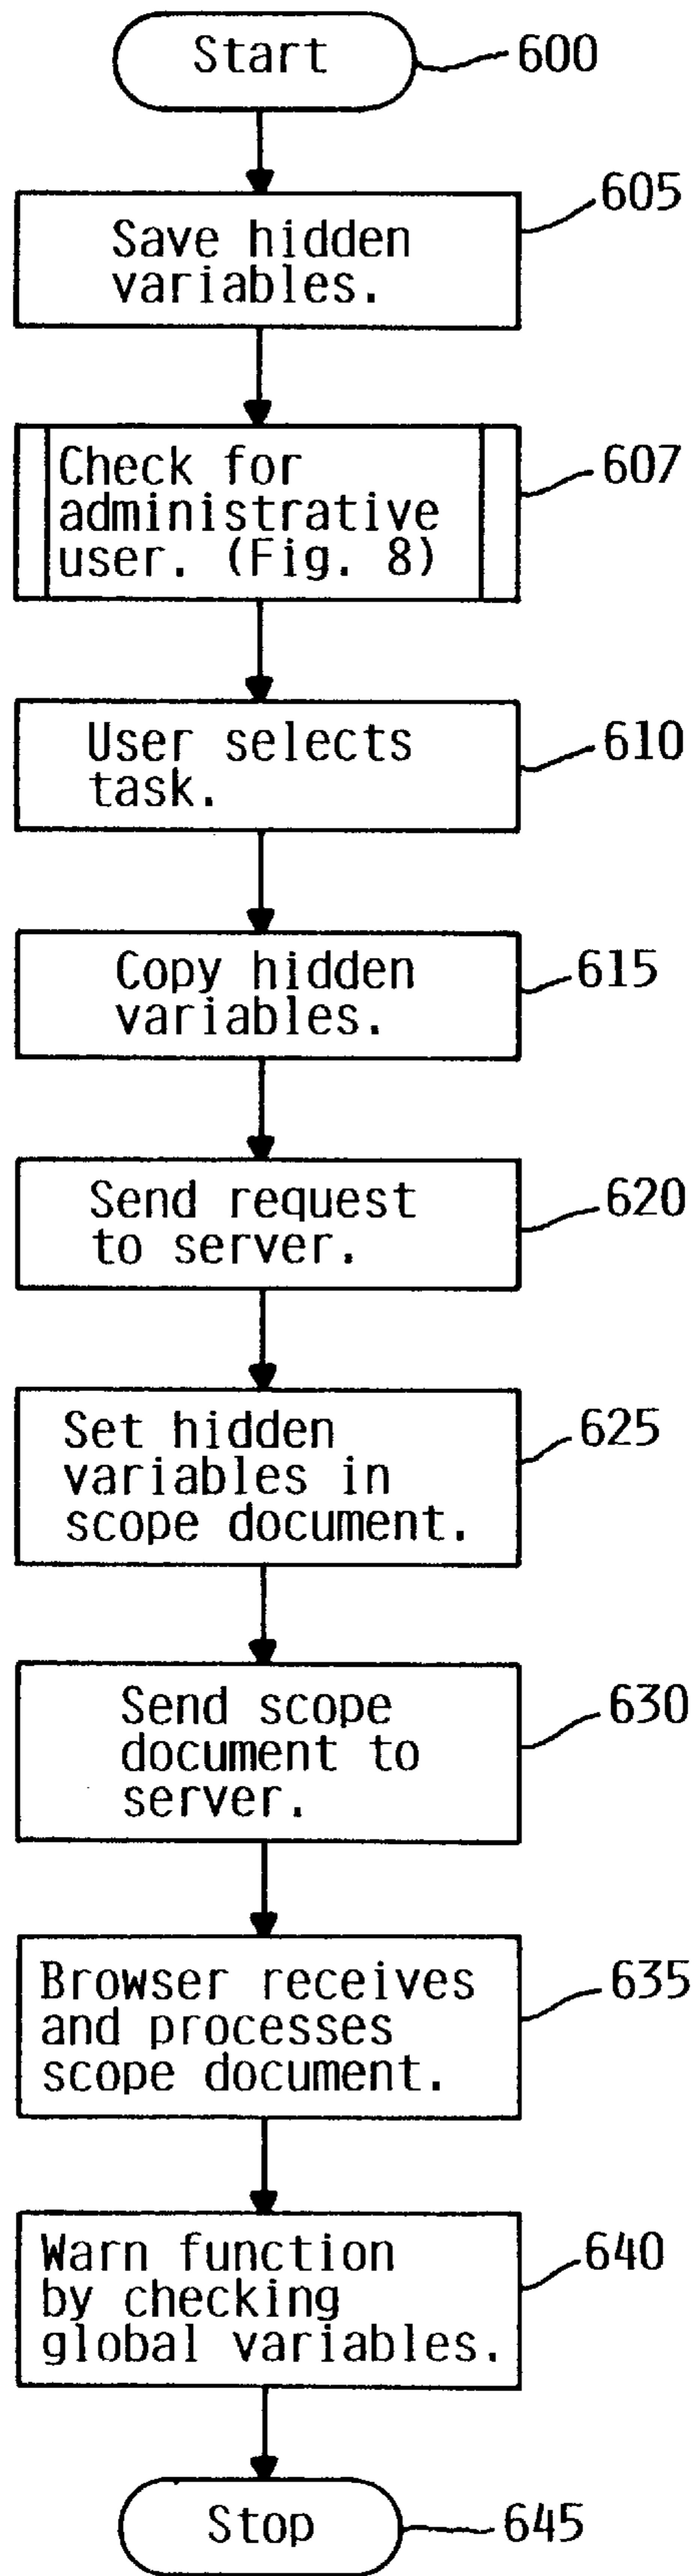 Start
600
605
Save hidden
variables.
607
Check for
administrative
user. (Fig. 8)
610
User selects
task.
615
Copy hidden
variables.
620
Send request
to server.
625
Set hidden
variables in
scope document.
630
Send scope
document to
server.
635
Browser receives
and processes
scope document.
640
Warn function
by checking
global variables.
Stop
645